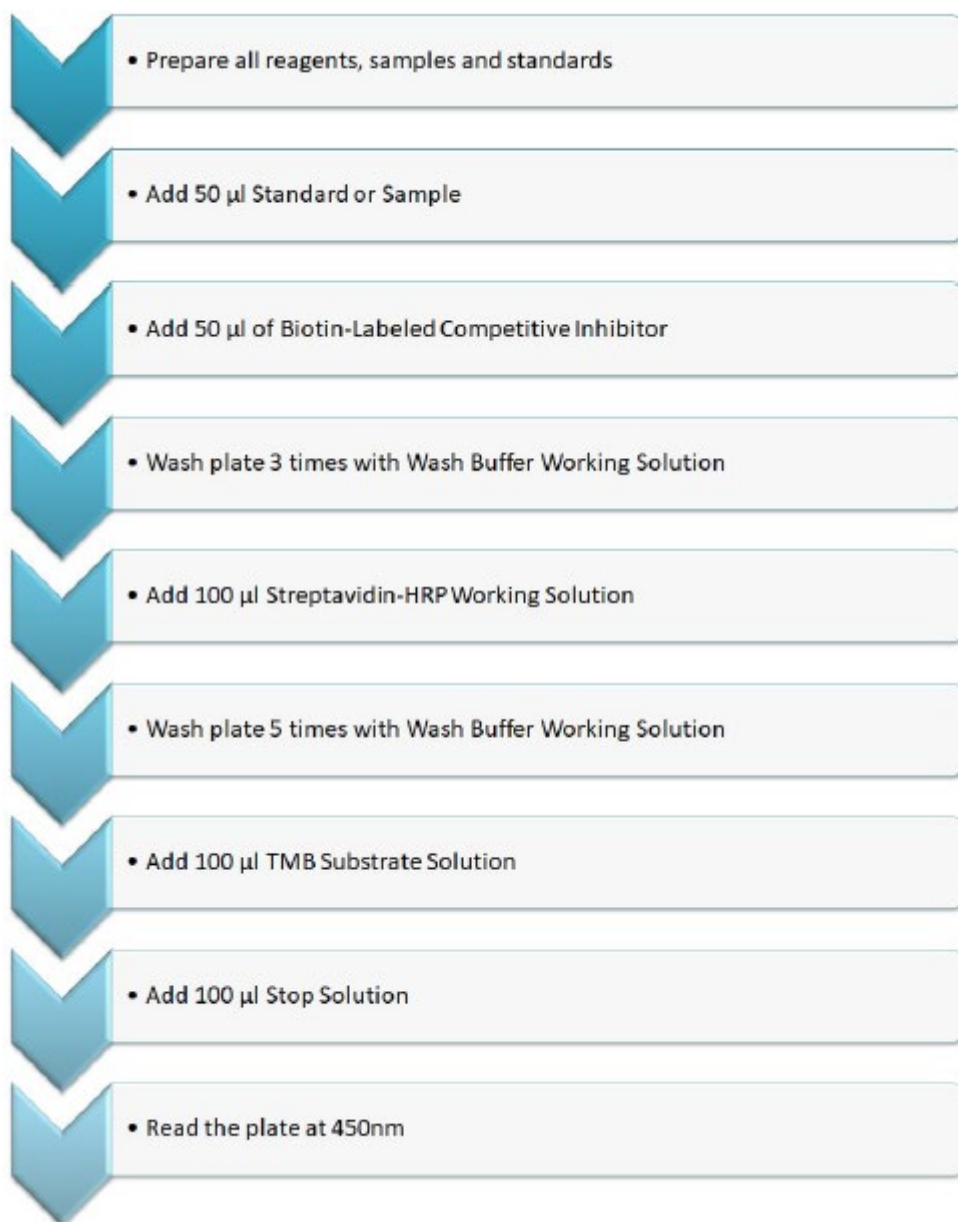 • Prepare all reagents, samples and standards
• Add 50 µl Standard or Sample
• Add 50 µl of Biotin-Labeled Competitive Inhibitor
• Wash plate 3 times with Wash Buffer Working Solution
• Add 100 µl Streptavidin-HRP Working Solution
• Wash plate 5 times with Wash Buffer Working Solution
• Add 100 µl TMB Substrate Solution
• Add 100 µl Stop Solution
• Read the plate at 450nm